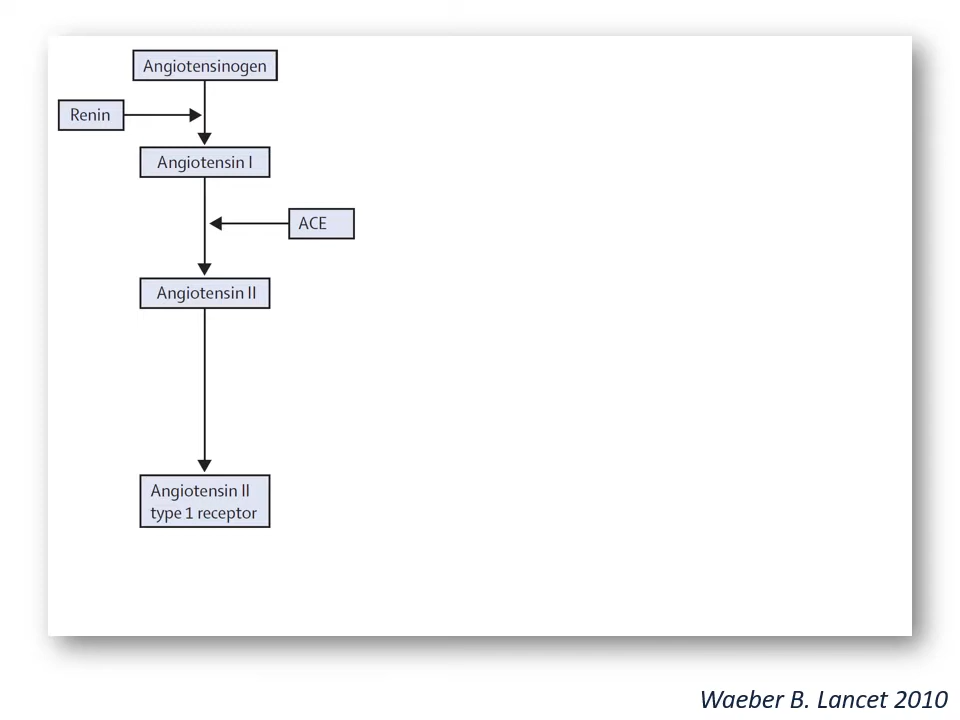 Angiotensinogen
Renin
Angiotensin I
ACE
Angiotensin II
Angiotensin II
type 1 receptor
Waeber B. Lancet 2010